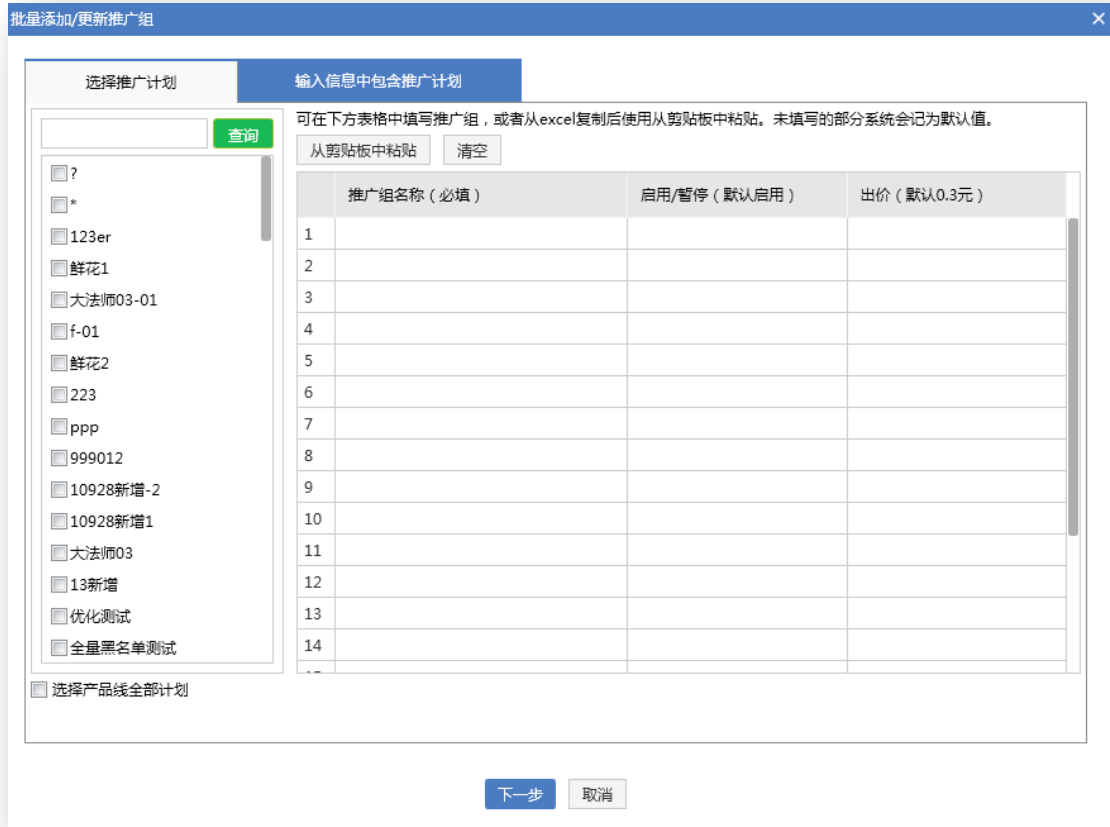 批量添加/更新推广组
选择推广计划
输入信息中包含推广计划
查询
?
*
123er
鲜花1
大法师03-01
f-01
鲜花2
223
ppp
999012
10928新增-2
10928新增1
大法师03
13新增
优化测试
全量黑名单测试
选择产品线全部计划
可在下方表格中填写推广组，或者从excel复制后使用从剪贴板中粘贴。未填写的部分系统会记为默认值。
从剪贴板中粘贴 清空
推广组名称（必填） 启用/暂停（默认启用） 出价（默认0.3元）
1
2
3
4
5
6
7
8
9
10
11
12
13
14
下一步 取消